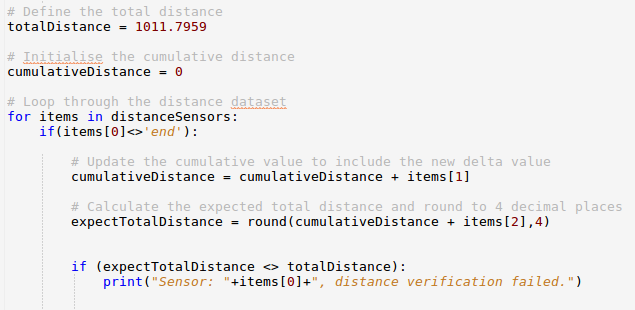 # Define the total distance
totalDistance = 1011.7959
# Initialise the cumulative distance
cumulativeDistance = 0
# Loop through the distance dataset
for items in distanceSensors:
if(items[0]<>'end'):
# Update the cumulative value to include the new delta value
cumulativeDistance = cumulativeDistance + items[1]
# Calculate the expected total distance and round to 4 decimal places
expectTotalDistance = round(cumulativeDistance + items[2],4)
if (expectTotalDistance <> totalDistance):
print("Sensor: "+items[0]+", distance verification failed.")